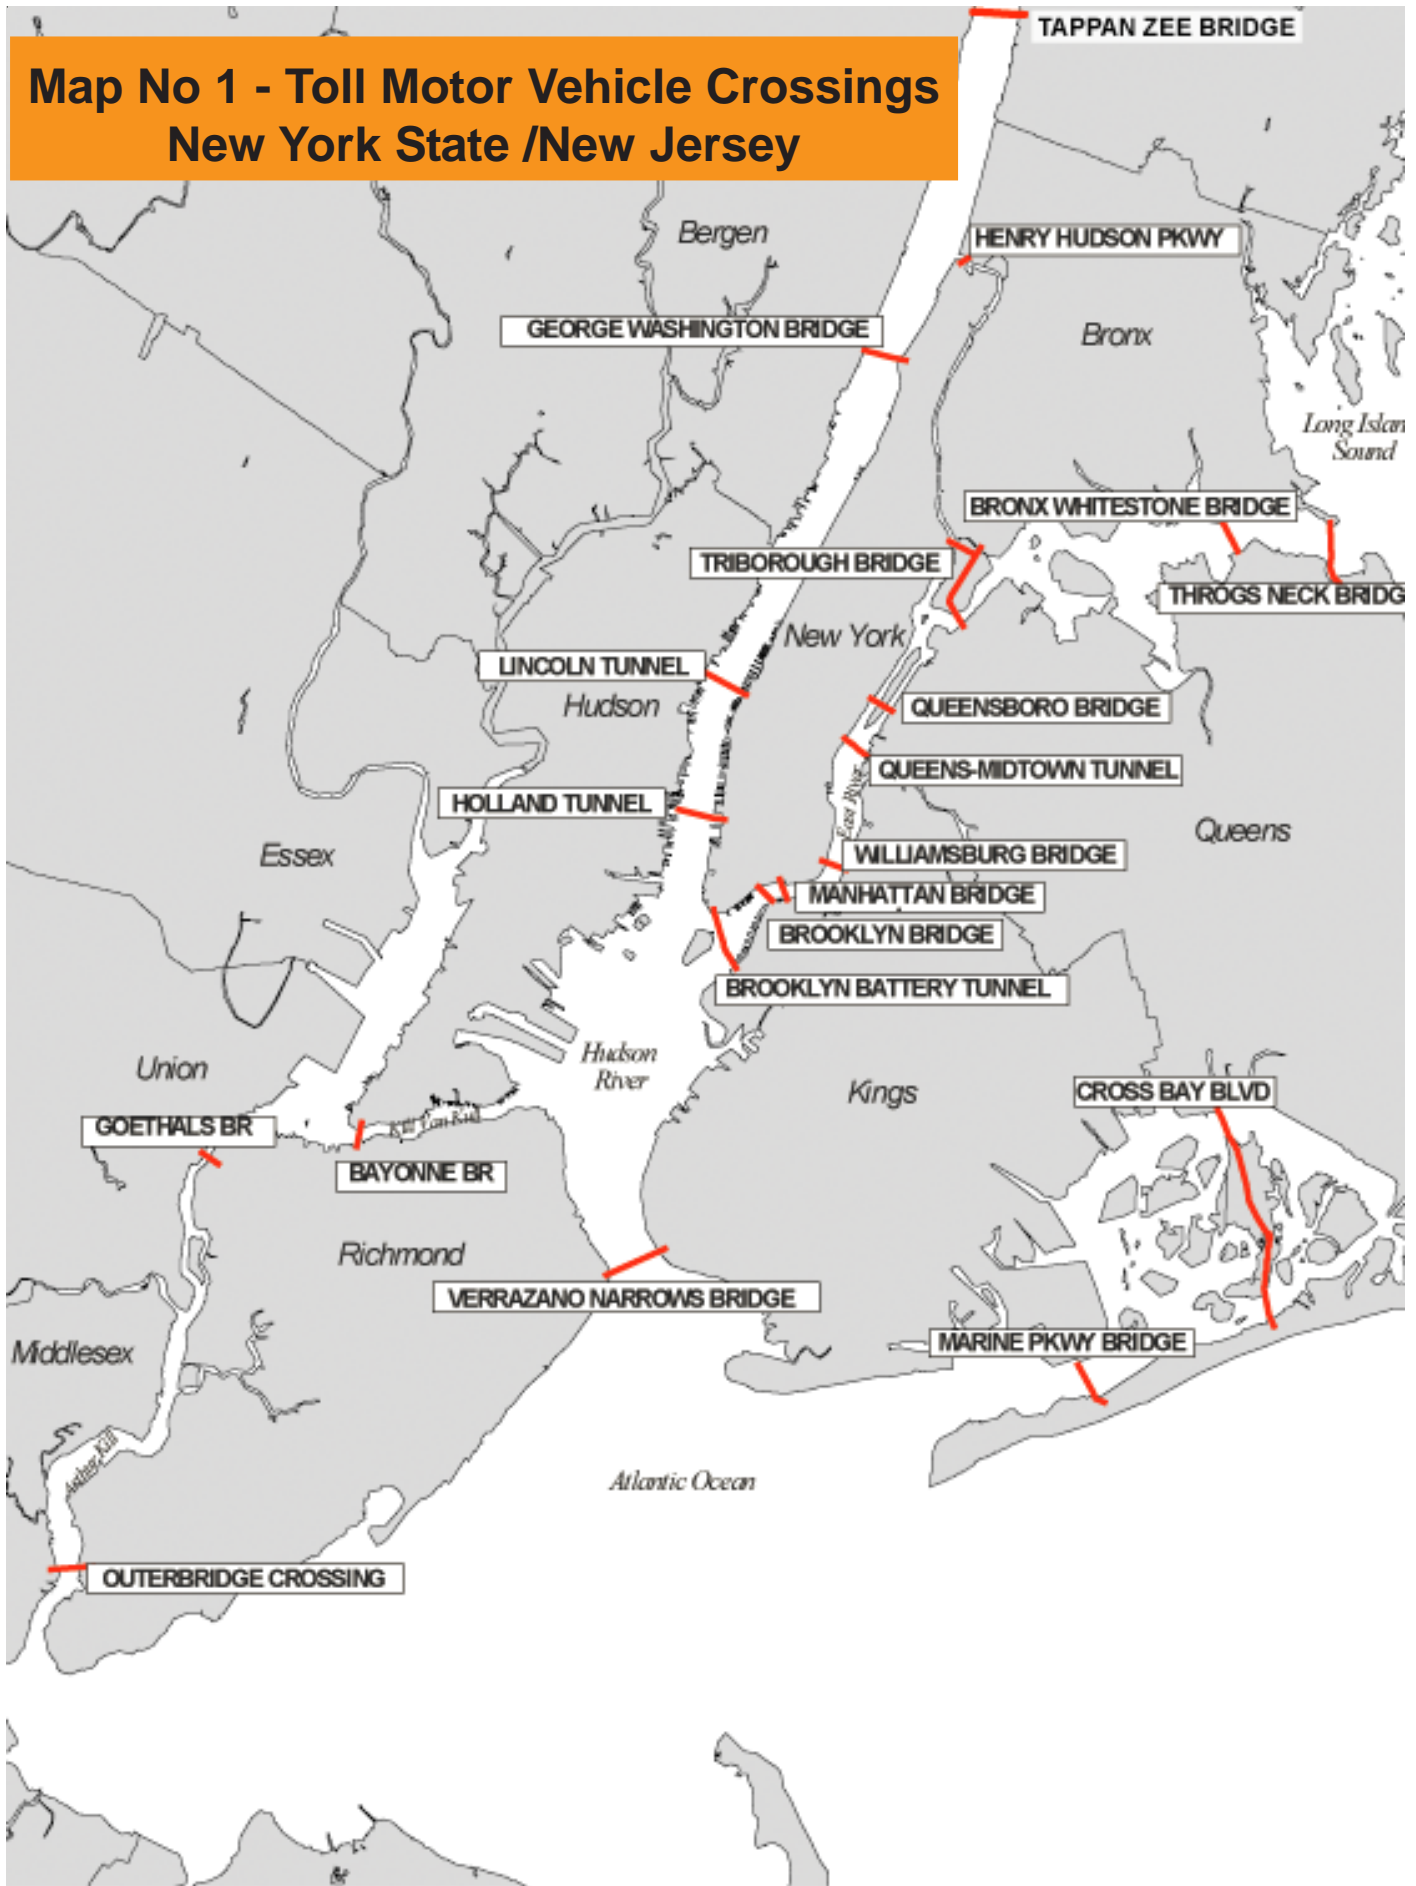 TAPPAN ZEE BRIDGE
Map No 1 - Toll Motor Vehicle Crossings
New York State /New Jersey
Bergen
HENRY HUDSON PKWY
GEORGE WASHINGTON BRIDGE
Bronx
Long Islan
Sound
BRONX WHITESTONE BRIDGE
TRIBOROUGH BRIDGE
THROGS NECK BRIDG
New York
LINCOLN TUNNEL
Hudson
QUEENSBORO BRIDGE
QUEENS-MIDTOWN TUNNEL
HOLLAND TUNNEL
East River
Queens
Essex
WILLIAMSBURG BRIDGE
MANHATTAN BRIDGE
BROOKLYN BRIDGE
BROOKLYN BATTERY TUNNEL
Hudson
River
Union
Kings
CROSS BAY BLVD
GOETHALS BR
Kill Van Kull
BAYONNE BR
Richmond
VERRAZANO NARROWS BRIDGE
Middlesex
MARINE PKWY BRIDGE
Arthur Kill
Atlantic Ocean
OUTERBRIDGE CROSSING